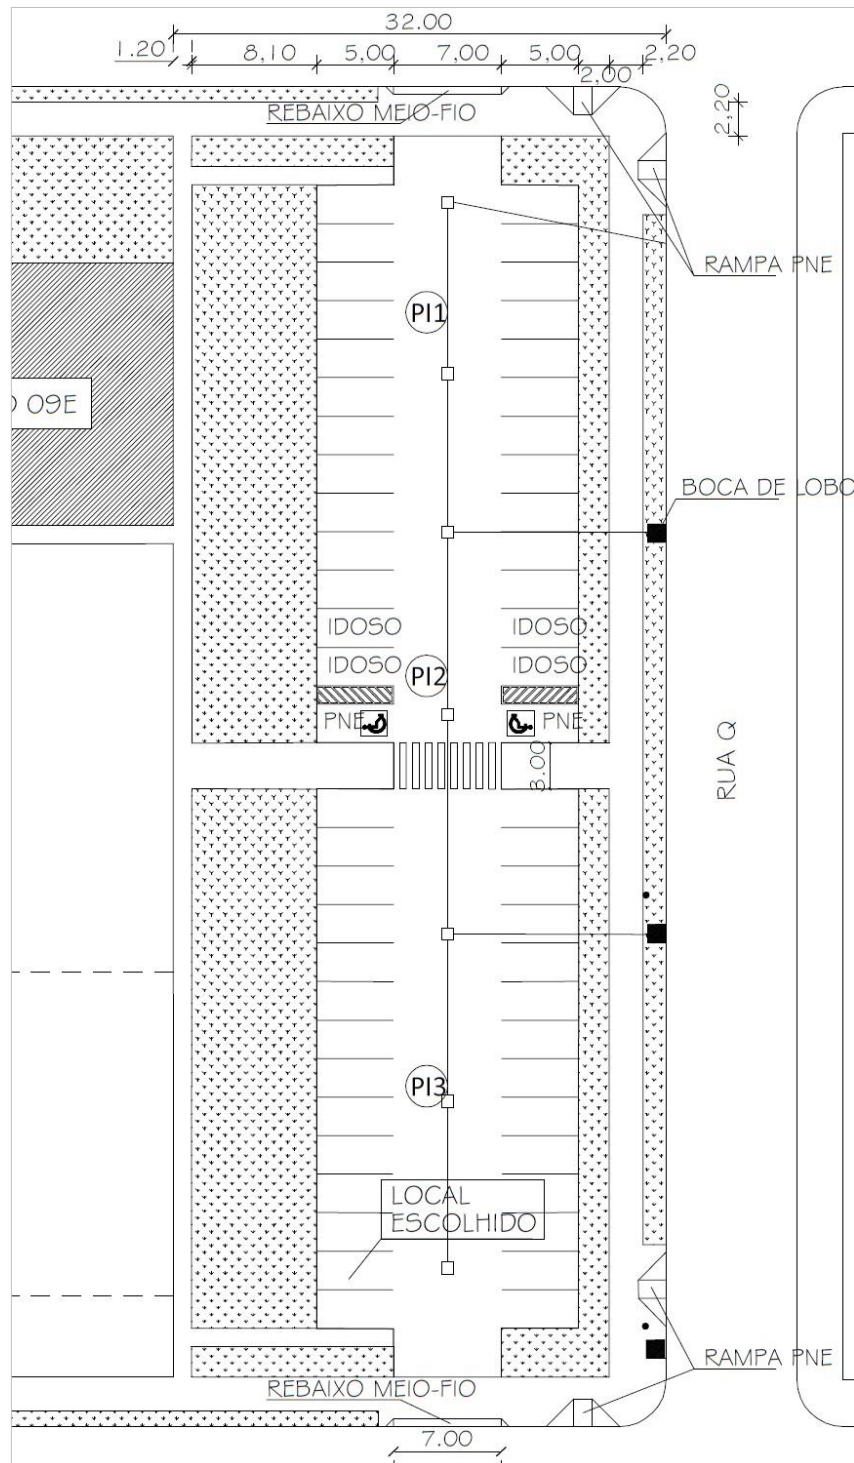 32.00
1.20
8,10
5,00
7,00
5,00
2,00
2,20
2,20
REBAIXO MEIO-FIO
RAMPA PNE
PI1
O 09E
BOCA DE LOBO
IDOSO
IDOSO
IDOSO
IDOSO
PI2
PNE
PNE
3.00
RUA Q
PI3
LOCAL
ESCOLHIDO
RAMPA PNE
REBAIXO MEIO-FIO
7.00